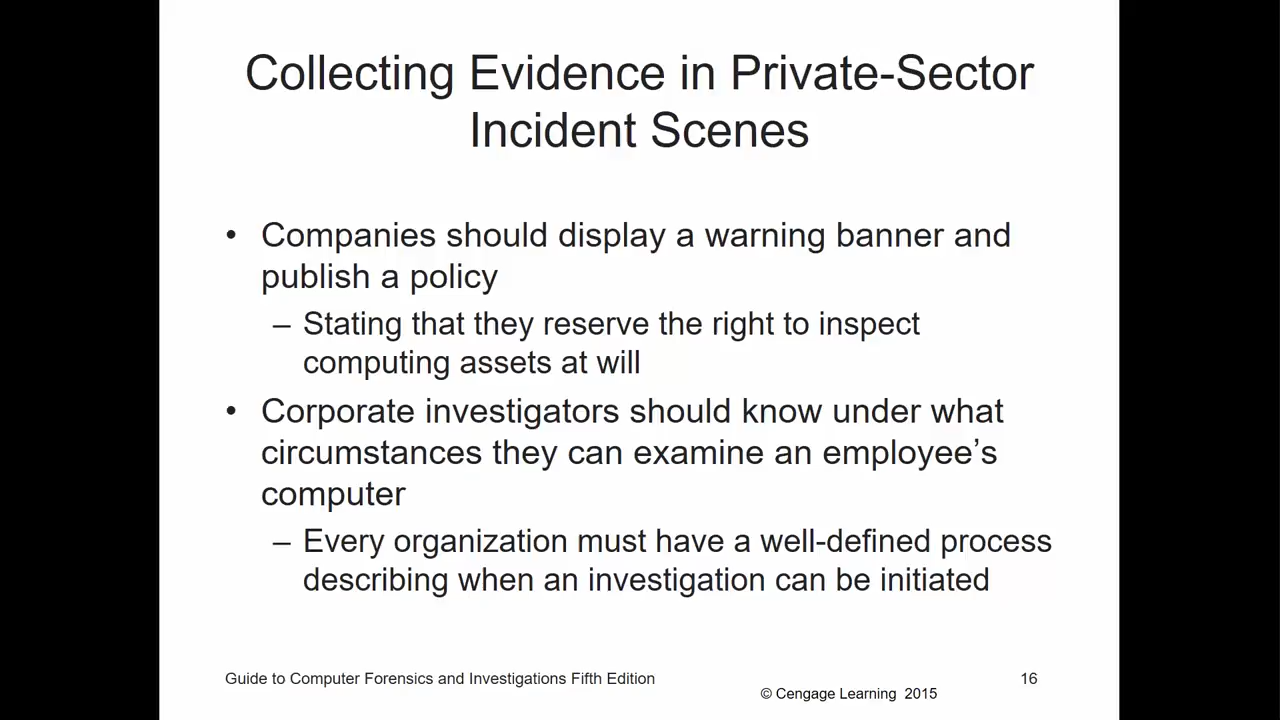 Collecting Evidence in Private-Sector
Incident Scenes
• Companies should display a warning banner and
publish a policy
– Stating that they reserve the right to inspect
computing assets at will
• Corporate investigators should know under what
circumstances they can examine an employee’s
computer
– Every organization must have a well-defined process
describing when an investigation can be initiated
Guide to Computer Forensics and Investigations Fifth Edition
16
© Cengage Learning 2015